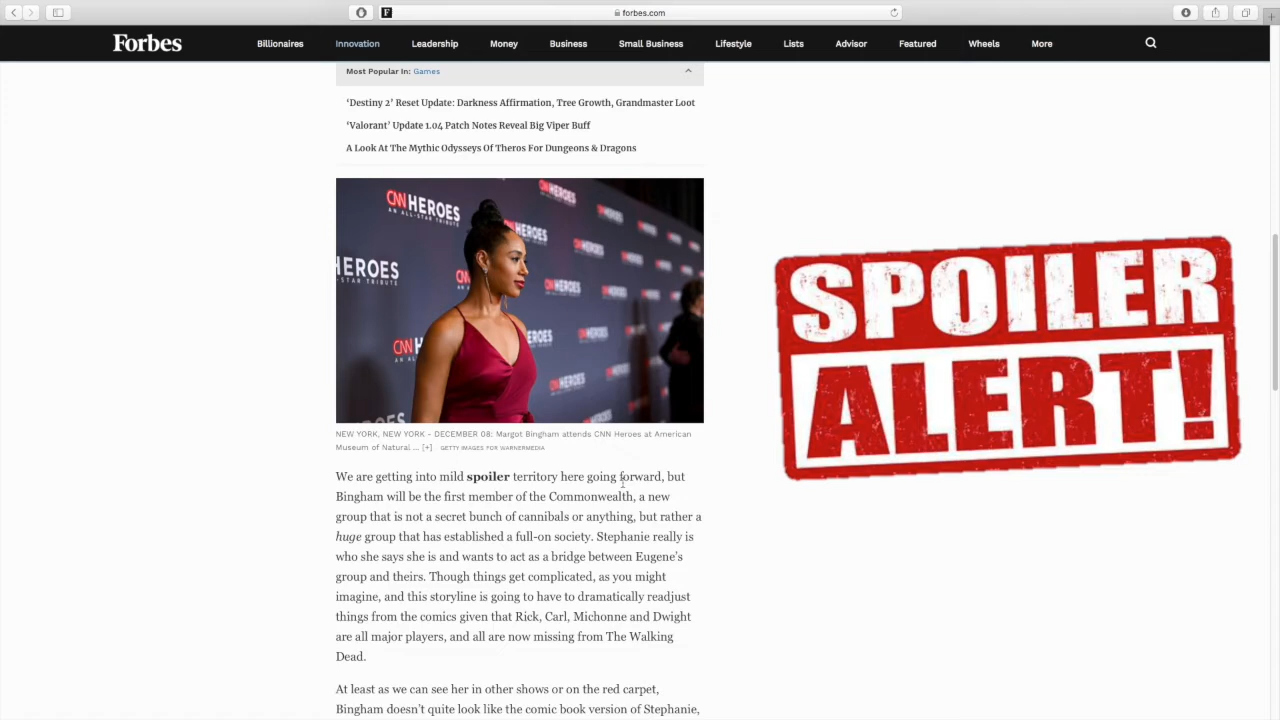 forbes.com
Forbes
Billionaires Innovation Leadership Money Business Small Business Lifestyle Lists Advisor Featured Wheels More
Most Popular In: Games
‘Destiny 2’ Reset Update: Darkness Affirmation, Tree Growth, Grandmaster Loot
‘Valorant’ Update 1.04 Patch Notes Reveal Big Viper Buff
A Look At The Mythic Odysseys Of Theros For Dungeons & Dragons
CNN HEROES
AN ALL-STAR TRIBUTE
HEROES
AN ALL-STAR TRIBUTE
SPOILER
ALERT!
NEW YORK, NEW YORK - DECEMBER 08: Margot Bingham attends CNN Heroes at American
Museum of Natural ... [+] GETTY IMAGES FOR WARNERMEDIA
We are getting into mild spoiler territory here going forward, but
Bingham will be the first member of the Commonwealth, a new
group that is not a secret bunch of cannibals or anything, but rather a
huge group that has established a full-on society. Stephanie really is
who she says she is and wants to act as a bridge between Eugene’s
group and theirs. Though things get complicated, as you might
imagine, and this storyline is going to have to dramatically readjust
things from the comics given that Rick, Carl, Michonne and Dwight
are all major players, and all are now missing from The Walking
Dead.
At least as we can see her in other shows or on the red carpet,
Bingham doesn’t quite look like the comic book version of Stephanie,